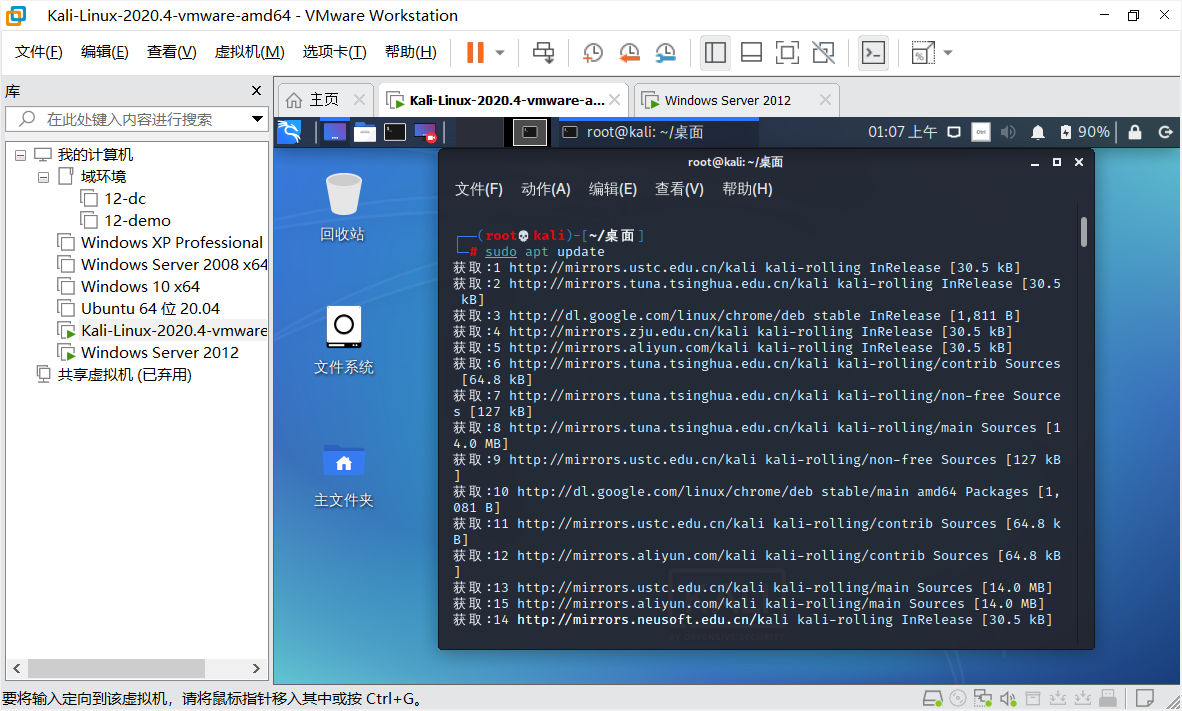 Kali-Linux-2020.4-vmware-amd64 - VMware Workstation
文件(F) 编辑(E) 查看(V) 虚拟机(M) 选项卡(T) 帮助(H)
库
在此处键入内容进行搜索
我的计算机
域环境
12-dc
12-demo
Windows XP Professional
Windows Server 2008 x64
Windows 10 x64
Ubuntu 64 位 20.04
Kali-Linux-2020.4-vmware
Windows Server 2012
共享虚拟机 (已弃用)
主页 Kali-Linux-2020.4-vmware-a... Windows Server 2012
root@kali: ~/桌面 01:07 上午 90%
回收站
文件系统
主文件夹
root@kali: ~/桌面
文件(F) 动作(A) 编辑(E) 查看(V) 帮助(H)
(root💀kali)-[~/桌面]
# sudo apt update
获取:1 http://mirrors.ustc.edu.cn/kali kali-rolling InRelease [30.5 kB]
获取:2 http://mirrors.tuna.tsinghua.edu.cn/kali kali-rolling InRelease [30.5
kB]
获取:3 http://dl.google.com/linux/chrome/deb stable InRelease [1,811 B]
获取:4 http://mirrors.zju.edu.cn/kali kali-rolling InRelease [30.5 kB]
获取:5 http://mirrors.aliyun.com/kali kali-rolling InRelease [30.5 kB]
获取:6 http://mirrors.tuna.tsinghua.edu.cn/kali kali-rolling/contrib Sources
[64.8 kB]
获取:7 http://mirrors.tuna.tsinghua.edu.cn/kali kali-rolling/non-free Source
s [127 kB]
获取:8 http://mirrors.tuna.tsinghua.edu.cn/kali kali-rolling/main Sources [1
4.0 MB]
获取:9 http://mirrors.ustc.edu.cn/kali kali-rolling/non-free Sources [127 kB
]
获取:10 http://dl.google.com/linux/chrome/deb stable/main amd64 Packages [1,
081 B]
获取:11 http://mirrors.ustc.edu.cn/kali kali-rolling/contrib Sources [64.8 k
B]
获取:12 http://mirrors.aliyun.com/kali kali-rolling/contrib Sources [64.8 kB
]
获取:13 http://mirrors.ustc.edu.cn/kali kali-rolling/main Sources [14.0 MB]
获取:15 http://mirrors.aliyun.com/kali kali-rolling/main Sources [14.0 MB]
获取:14 http://mirrors.neusoft.edu.cn/kali kali-rolling InRelease [30.5 kB]
要将输入定向到该虚拟机，请将鼠标指针移入其中或按 Ctrl+G。